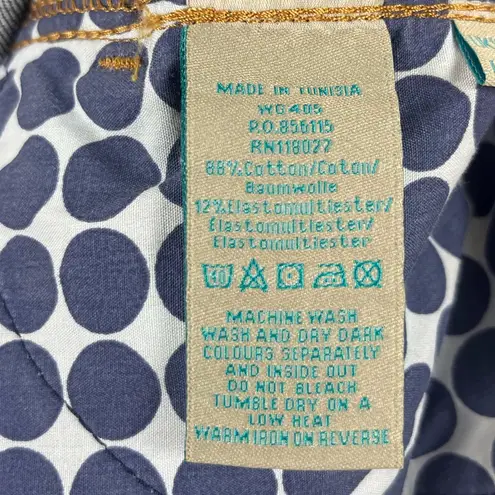 MADE IN TUNISIA
WG405
P.O.856115
RN118027
88%Cotton/Coton/
Baumwolle
12%Elastomultiester/
Elastomultiester/
Elastomultiester
MACHINE WASH
WASH AND DRY DARK
COLOURS SEPARATELY
AND INSIDE OUT
DO NOT BLEACH
TUMBLE DRY ON A
LOW HEAT
WARM IRON ON REVERSE